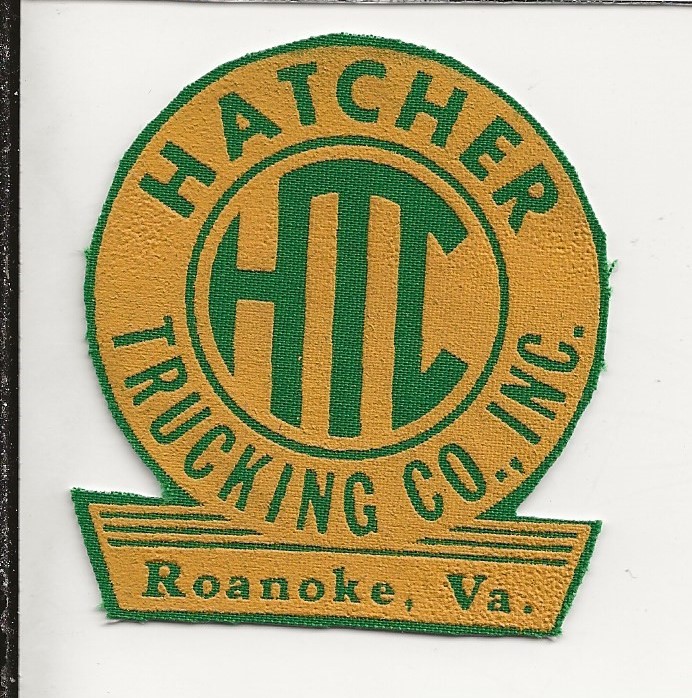 HATCHER
HTC
TRUCKING CO., INC.
Roanoke, Va.